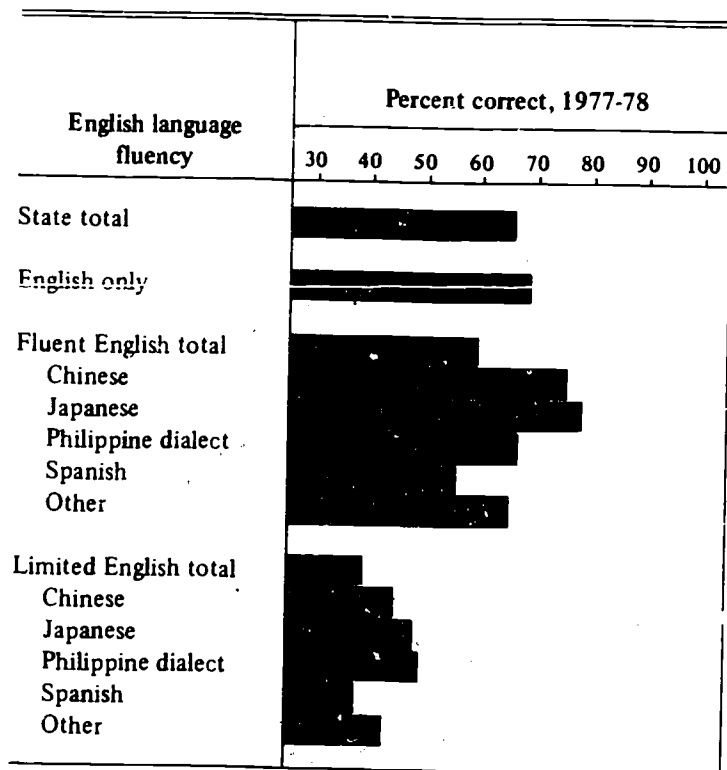 Percent correct, 1977-78
English language
fluency
30 40 50 60 70 80 90 100
State total
English only
Fluent English total
Chinese
Japanese
Philippine dialect
Spanish
Other
Limited English total
Chinese
Japanese
Philippine dialect
Spanish
Other